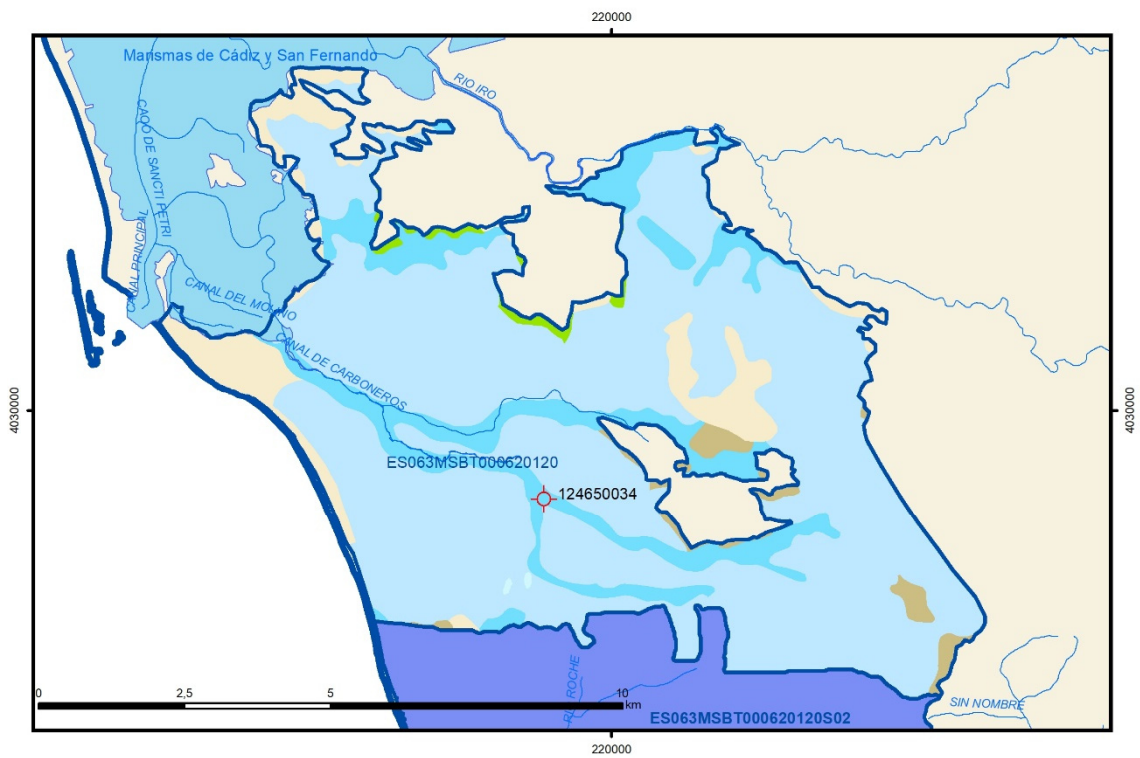 220000
Marismas de Cádiz y San Fernando
RIO IRO
CAÑO DE SANCTI PETRI
CANAL PRINCIPAL
CANAL DEL MOLINO
CANAL DE CARBONEROS
4030000
4030000
ES063MSBT000620120
124650034
0
2,5
5
10
km
RIO ROCHE
ES063MSBT000620120S02
SIN NOMBRE
220000